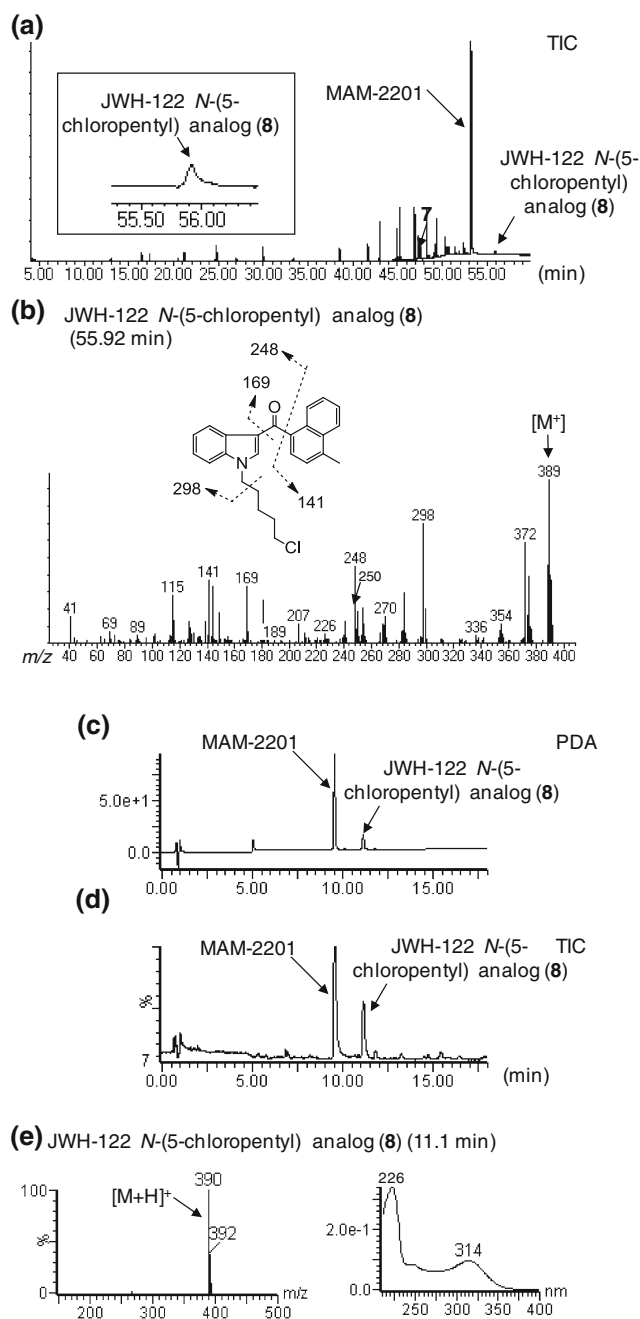 (a)
TIC
JWH-122 N-(5-
chloropentyl)
analog (8)
55.50 56.00
MAM-2201
JWH-122 N-(5-
chloropentyl)
analog (8)
7
5.00 10.00 15.00 20.00 25.00 30.00 35.00 40.00 45.00 50.00 55.00
(min)
(b) JWH-122 N-(5-chloropentyl) analog (8)
(55.92 min)
248
169
O
N
298
141
Cl
[M+]
389
372
298
248
250
141
169
115
41
69
89
189
207
226
270
336
354
m/z 40 60 80 100 120 140 160 180 200 220 240 260 280 300 320 340 360 380 400
(c)
PDA
MAM-2201
JWH-122 N-(5-
chloropentyl)
analog (8)
5.0e+1
0.0
0.00 5.00 10.00 15.00
(d)
TIC
MAM-2201
JWH-122 N-(5-
chloropentyl) analog (8)
%
7
0.00 5.00 10.00 15.00 (min)
(e) JWH-122 N-(5-chloropentyl) analog (8) (11.1 min)
[M+H]+
390
392
100
%
0
200 300 400 500 m/z
226
314
2.0e-1
0.0
250 300 350 400 nm